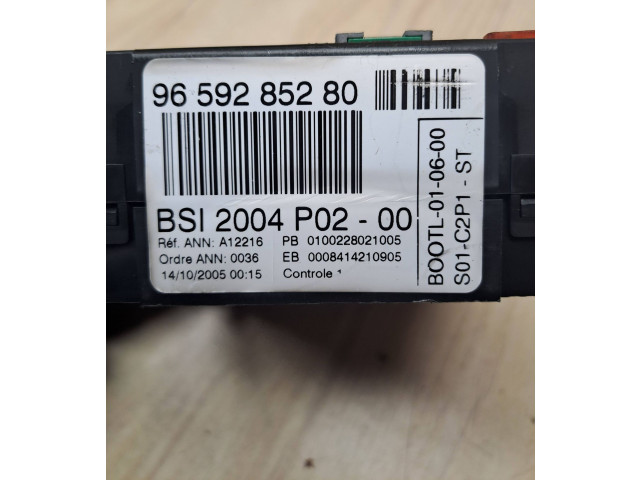 96 592 852 80
BSI 2004 P02 - 00
Réf. ANN: A12216 PB 0100228021005
Ordre ANN: 0036 EB 0008414210905
14/10/2005 00:15 Controle 1
BOOTL-01-06-00
S01-C2P1 - ST